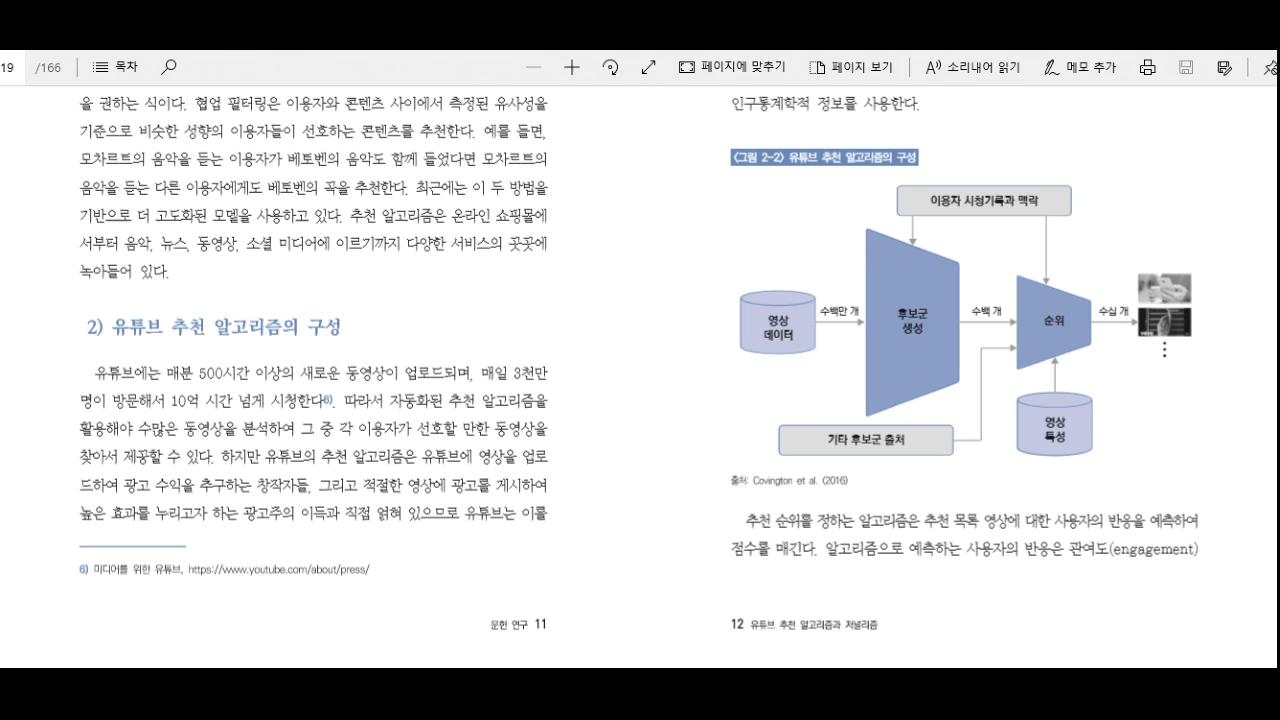 19 /166 목차 페이지에 맞추기 페이지 보기 소리내어 읽기 메모 추가
을 권하는 식이다. 협업 필터링은 이용자와 콘텐츠 사이에서 측정된 유사성을
기준으로 비슷한 성향의 이용자들이 선호하는 콘텐츠를 추천한다. 예를 들면,
모차르트의 음악을 듣는 이용자가 베토벤의 음악도 함께 들었다면 모차르트의
음악을 듣는 다른 이용자에게도 베토벤의 곡을 추천한다. 최근에는 이 두 방법을
기반으로 더 고도화된 모델을 사용하고 있다. 추천 알고리즘은 온라인 쇼핑몰에
서부터 음악, 뉴스, 동영상, 소셜 미디어에 이르기까지 다양한 서비스의 곳곳에
녹아들어 있다.
2) 유튜브 추천 알고리즘의 구성
유튜브에는 매분 500시간 이상의 새로운 동영상이 업로드되며, 매일 3천만
명이 방문해서 10억 시간 넘게 시청한다6). 따라서 자동화된 추천 알고리즘을
활용해야 수많은 동영상을 분석하여 그 중 각 이용자가 선호할 만한 동영상을
찾아서 제공할 수 있다. 하지만 유튜브의 추천 알고리즘은 유튜브에 영상을 업로
드하여 광고 수익을 추구하는 창작자들, 그리고 적절한 영상에 광고를 게시하여
높은 효과를 누리고자 하는 광고주의 이득과 직접 얽혀 있으므로 유튜브는 이를
6) 미디어를 위한 유튜브, https://www.youtube.com/about/press/
문헌 연구 11
인구통계학적 정보를 사용한다.
<그림 2-2> 유튜브 추천 알고리즘의 구성
이용자 시청기록과 맥락
영상
데이터
수백만 개
후보군
생성
수백 개
순위
수십 개
기타 후보군 출처
영상
특성
출처: Covington et al. (2016)
추천 순위를 정하는 알고리즘은 추천 목록 영상에 대한 사용자의 반응을 예측하여
점수를 매긴다. 알고리즘으로 예측하는 사용자의 반응은 관여도(engagement)
12 유튜브 추천 알고리즘과 저널리즘